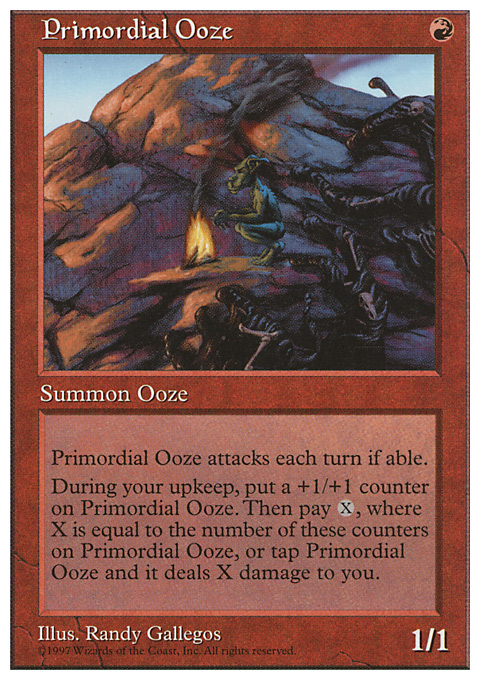 Primordial Ooze
Summon Ooze
Primordial Ooze attacks each turn if able.
During your upkeep, put a +1/+1 counter
on Primordial Ooze. Then pay X, where
X is equal to the number of these counters
on Primordial Ooze, or tap Primordial
Ooze and it deals X damage to you.
Illus. Randy Gallegos
©1997 Wizards of the Coast, Inc. All rights reserved.
1/1